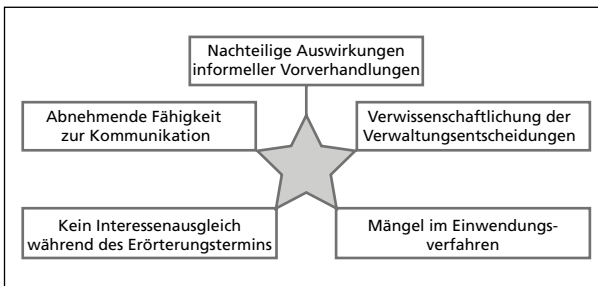 Nachteilige Auswirkungen
informeller Vorverhandlungen
Abnehmende Fähigkeit
zur Kommunikation
Verwissenschaftlichung der
Verwaltungsentscheidungen
Kein Interessenausgleich
während des Erörterungstermins
Mängel im Einwendungs-
verfahren